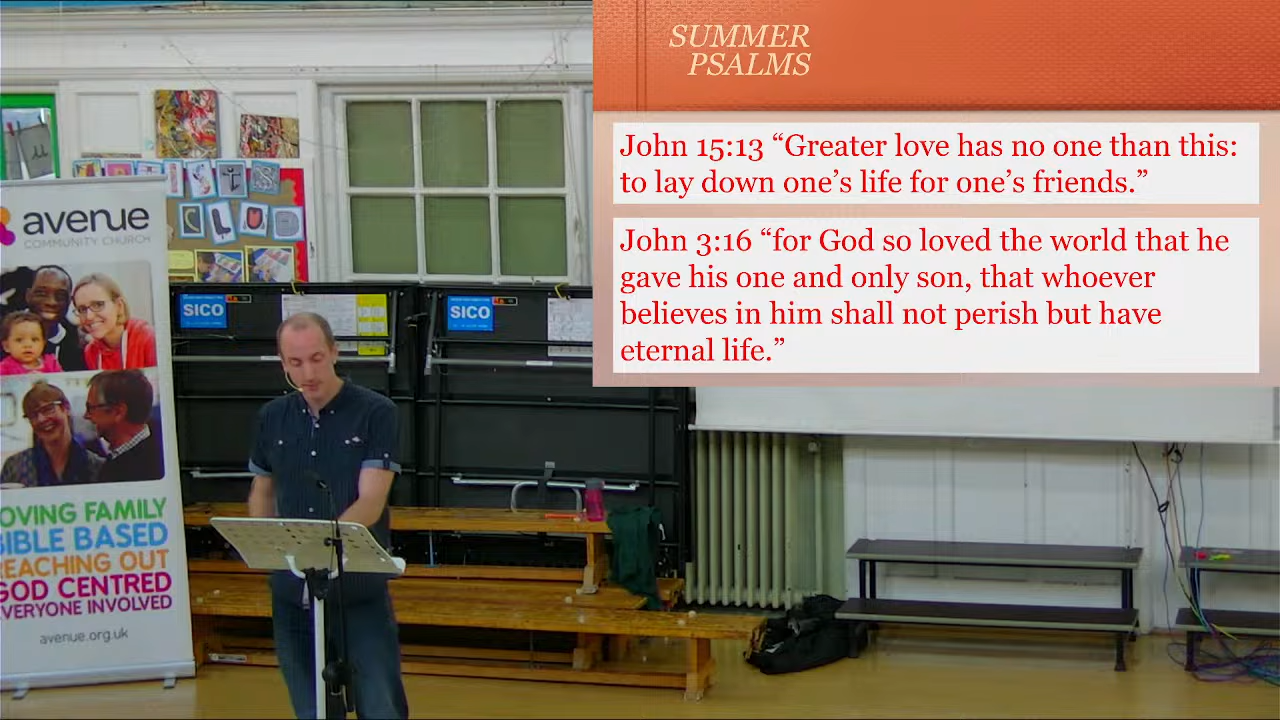 SUMMER
PSALMS
John 15:13 “Greater love has no one than this:
to lay down one’s life for one’s friends.”
John 3:16 “for God so loved the world that he
gave his one and only son, that whoever
believes in him shall not perish but have
eternal life.”
avenue
COMMUNITY CHURCH
CLUB
SICO
SICO
OVING FAMILY
BIBLE BASED
REACHING OUT
GOD CENTRED
EVERYONE INVOLVED
avenue.org.uk